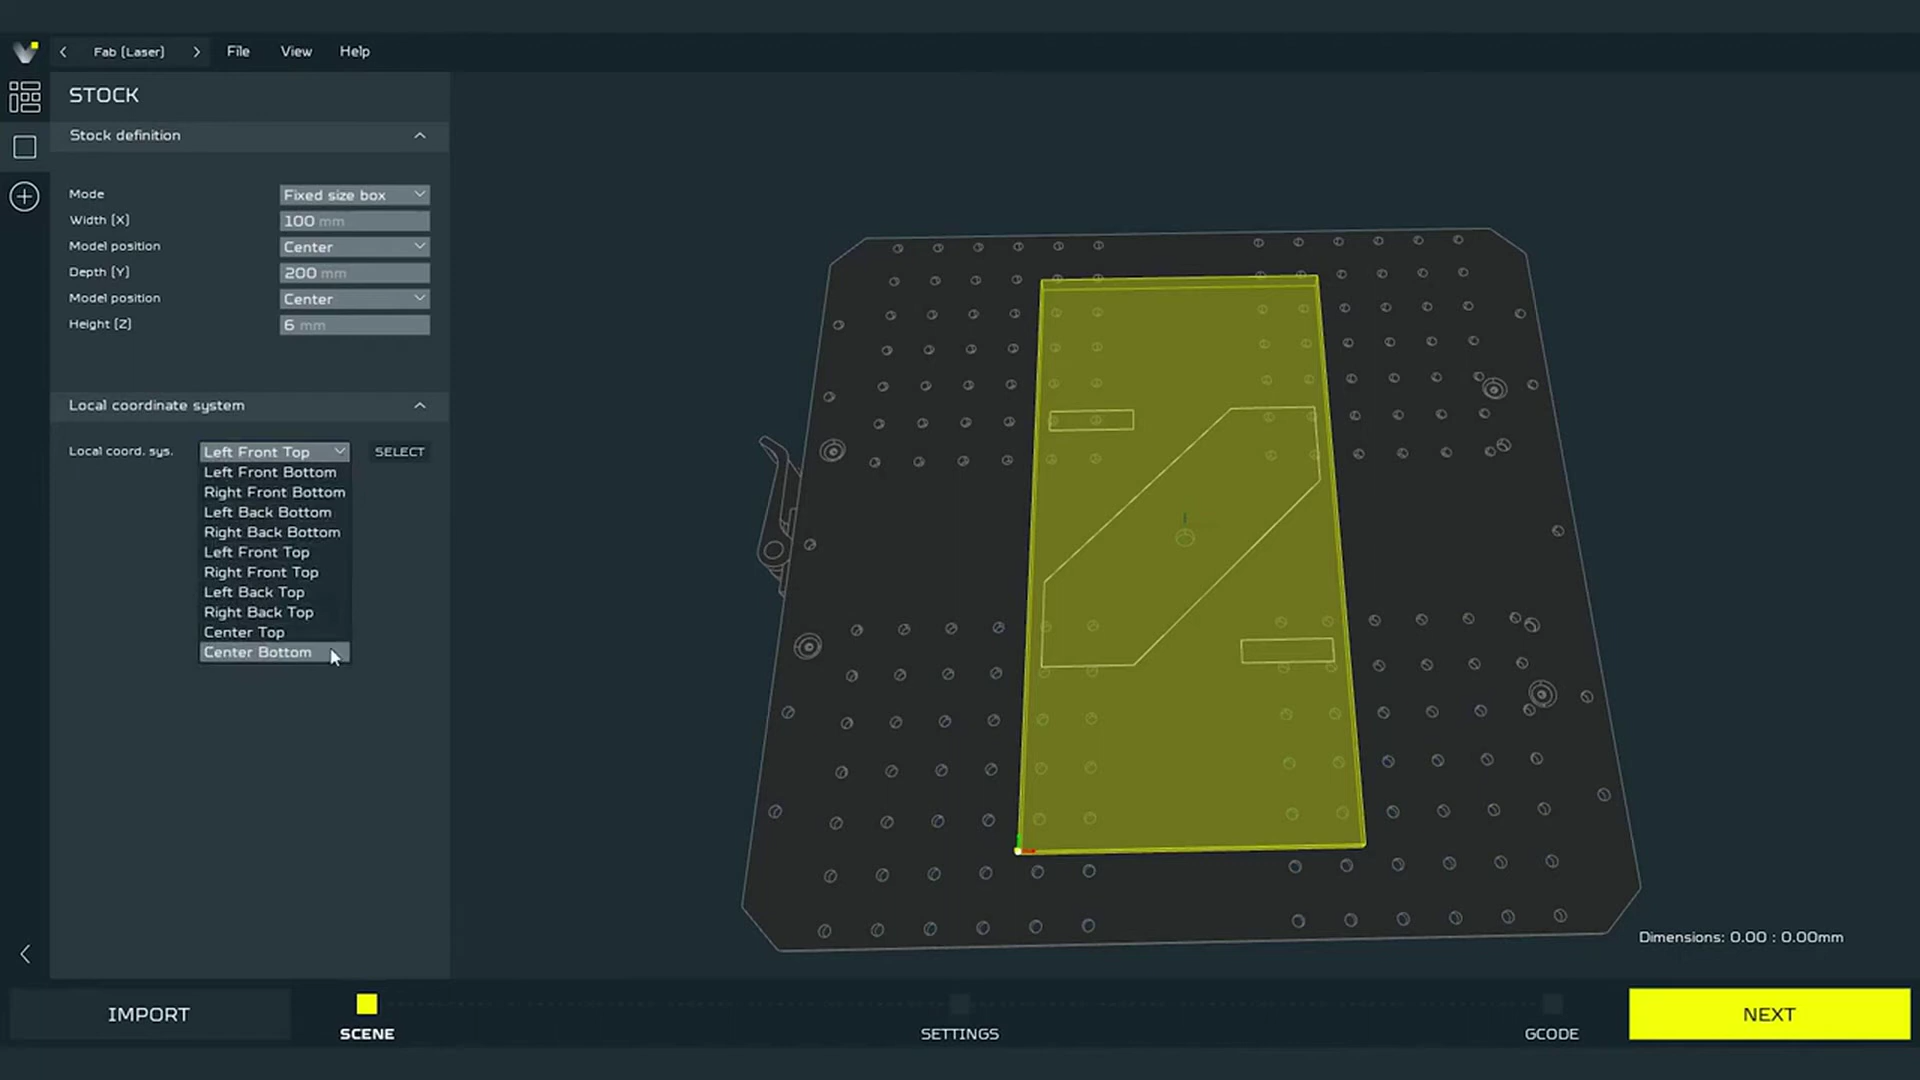 Fab (Laser)
File
View
Help
STOCK
Stock definition
Mode
Fixed size box
Width (X)
100 mm
Model position
Center
Depth (Y)
200 mm
Model position
Center
Height (Z)
6 mm
Local coordinate system
Local coord. sys.
Left Front Top
SELECT
Left Front Bottom
Right Front Bottom
Left Back Bottom
Right Back Bottom
Left Front Top
Right Front Top
Left Back Top
Right Back Top
Center Top
Center Bottom
Dimensions: 0.00 : 0.00mm
IMPORT
SCENE
SETTINGS
GCODE
NEXT